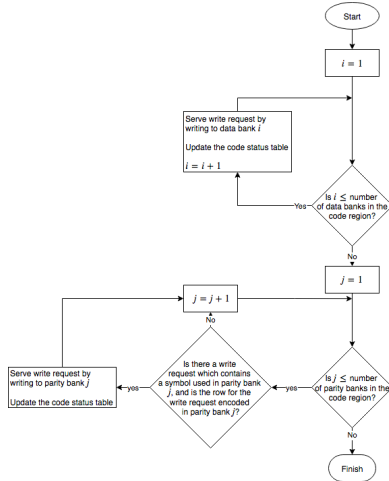 Start
i = 1
Serve write request by
writing to data bank i
Update the code status table
i = i + 1
Is i ≤ number
of data banks in the
code region?
Yes
No
j = 1
j = j + 1
No
Is there a write
request which contains
a symbol used in parity bank
j, and is the row for the
write request encoded
in parity bank j?
Serve write request by
writing to parity bank j
Update the code status table
yes
Is j ≤ number
of parity banks in the
code region?
yes
No
Finish